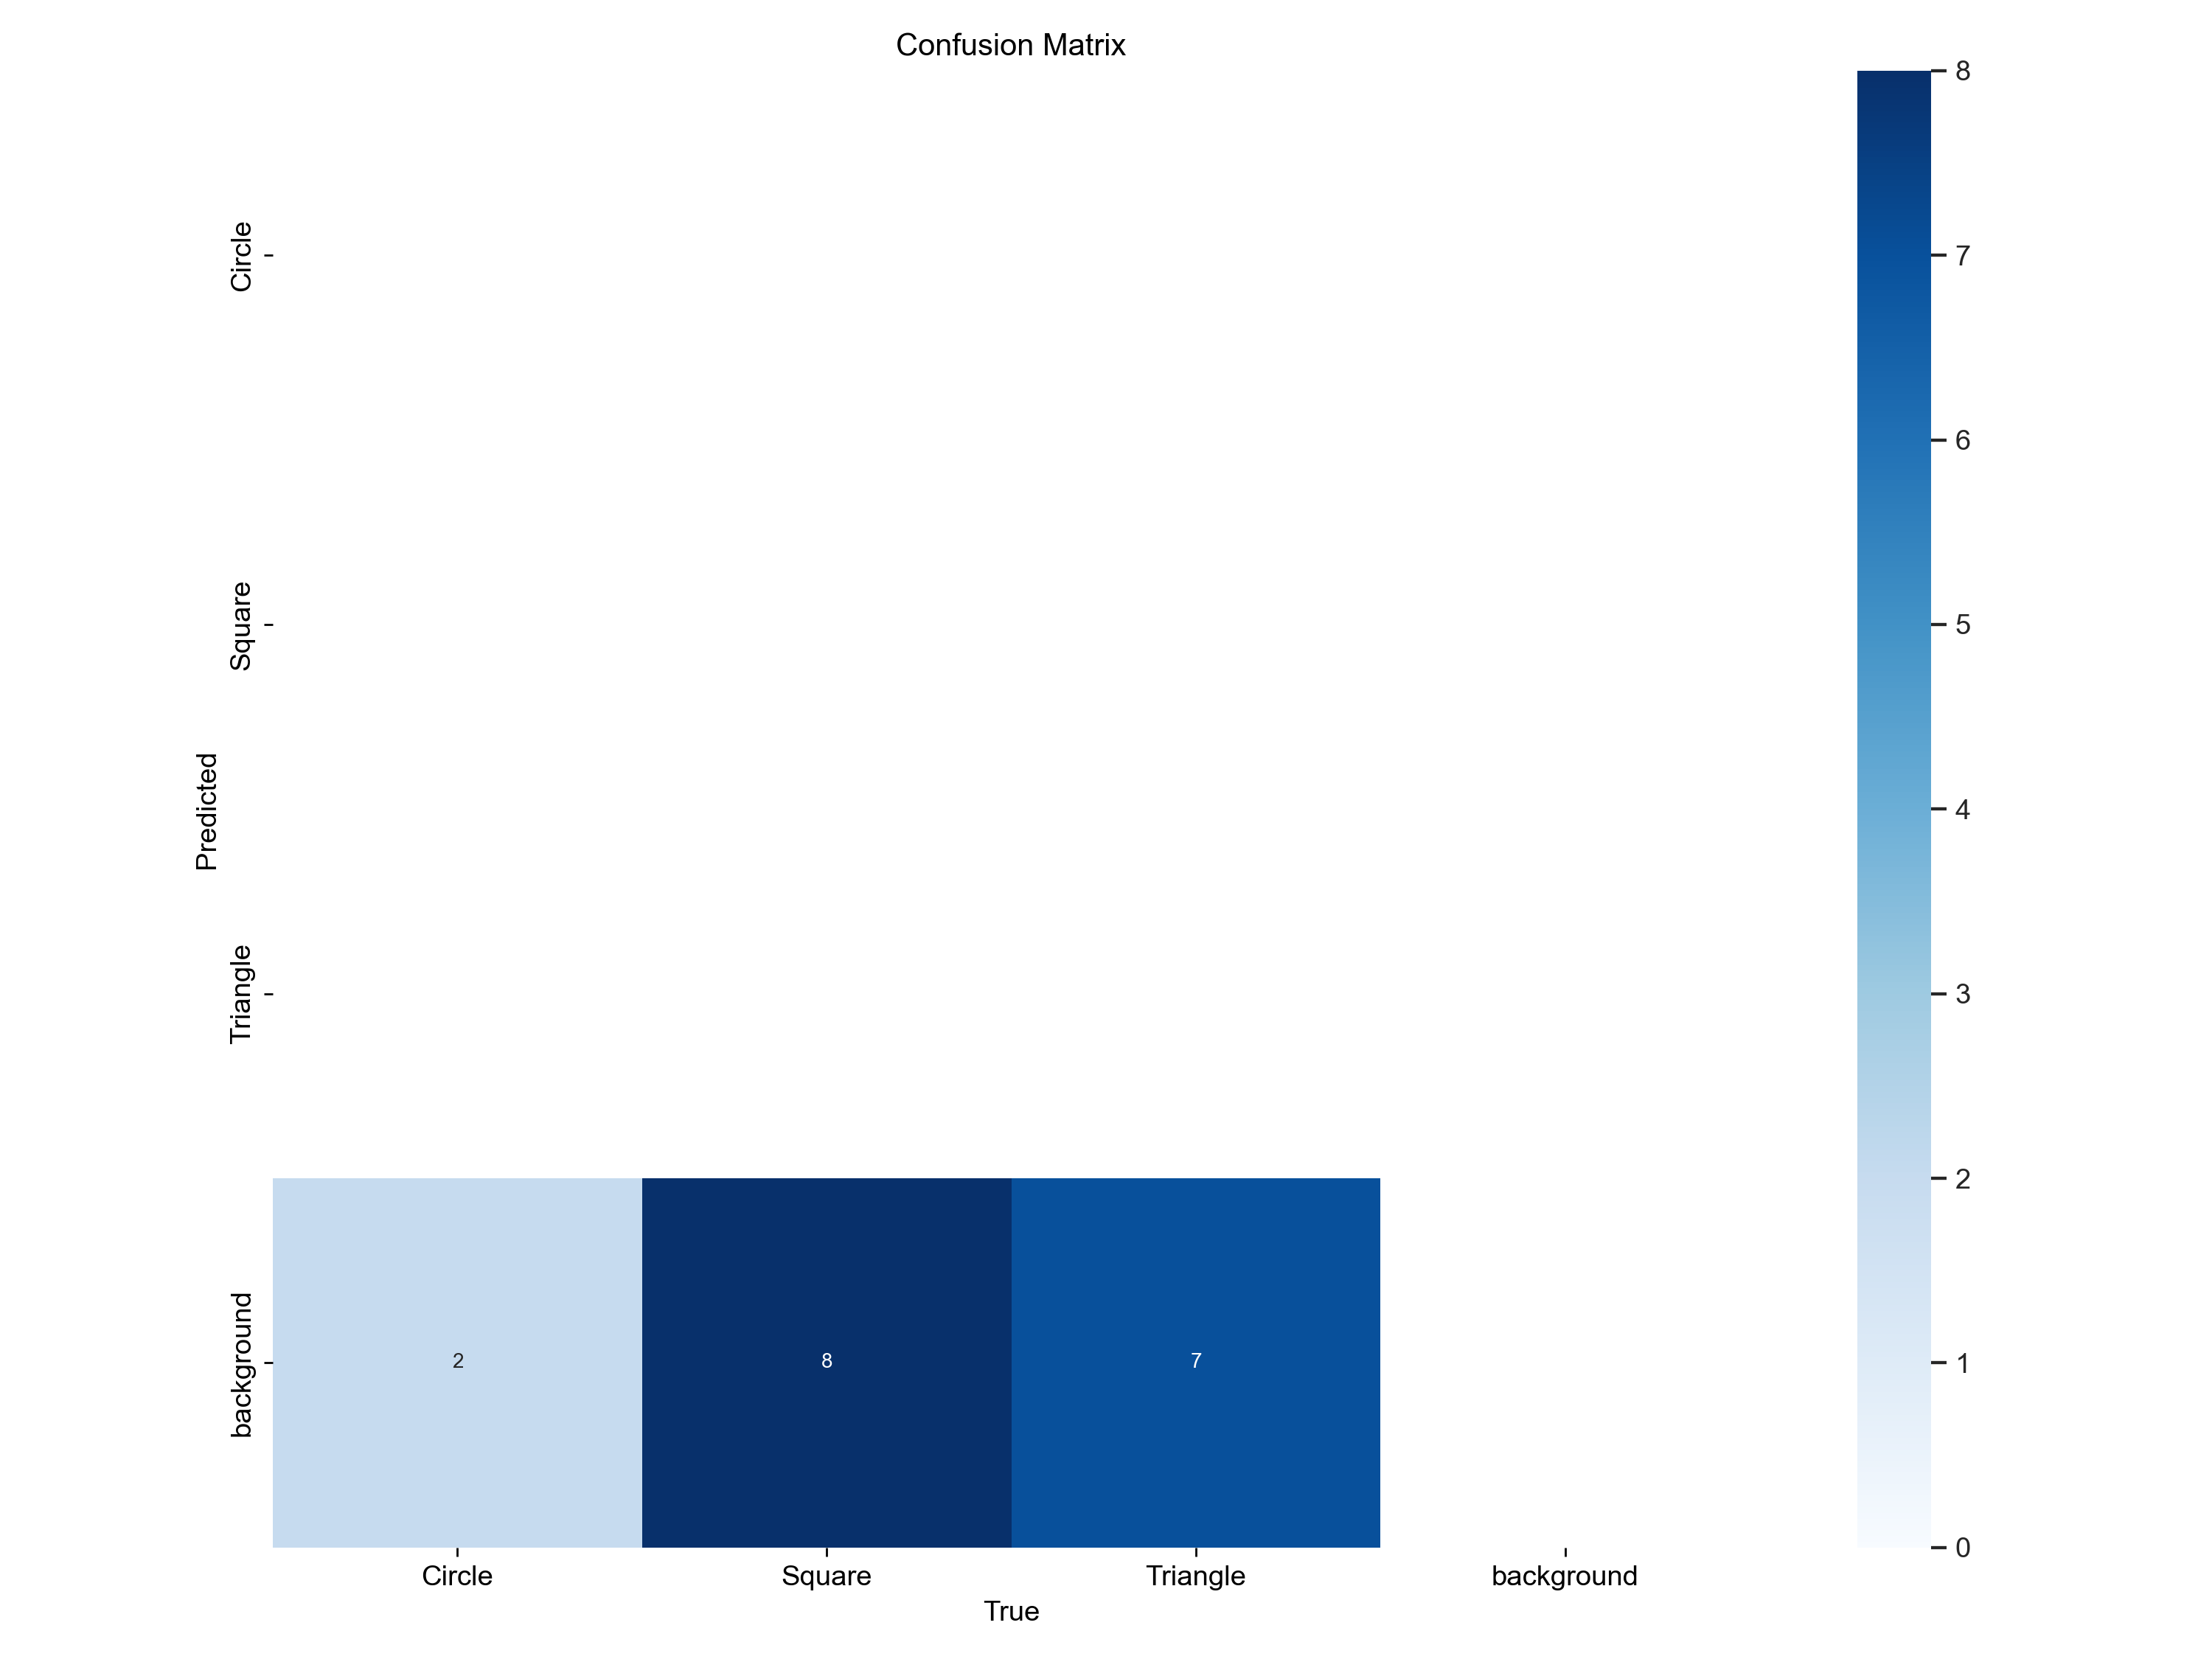 Confusion Matrix
8
7
6
5
4
3
2
1
0
Predicted
Circle
Square
Triangle
background
2 8 7
Circle Square Triangle background
True